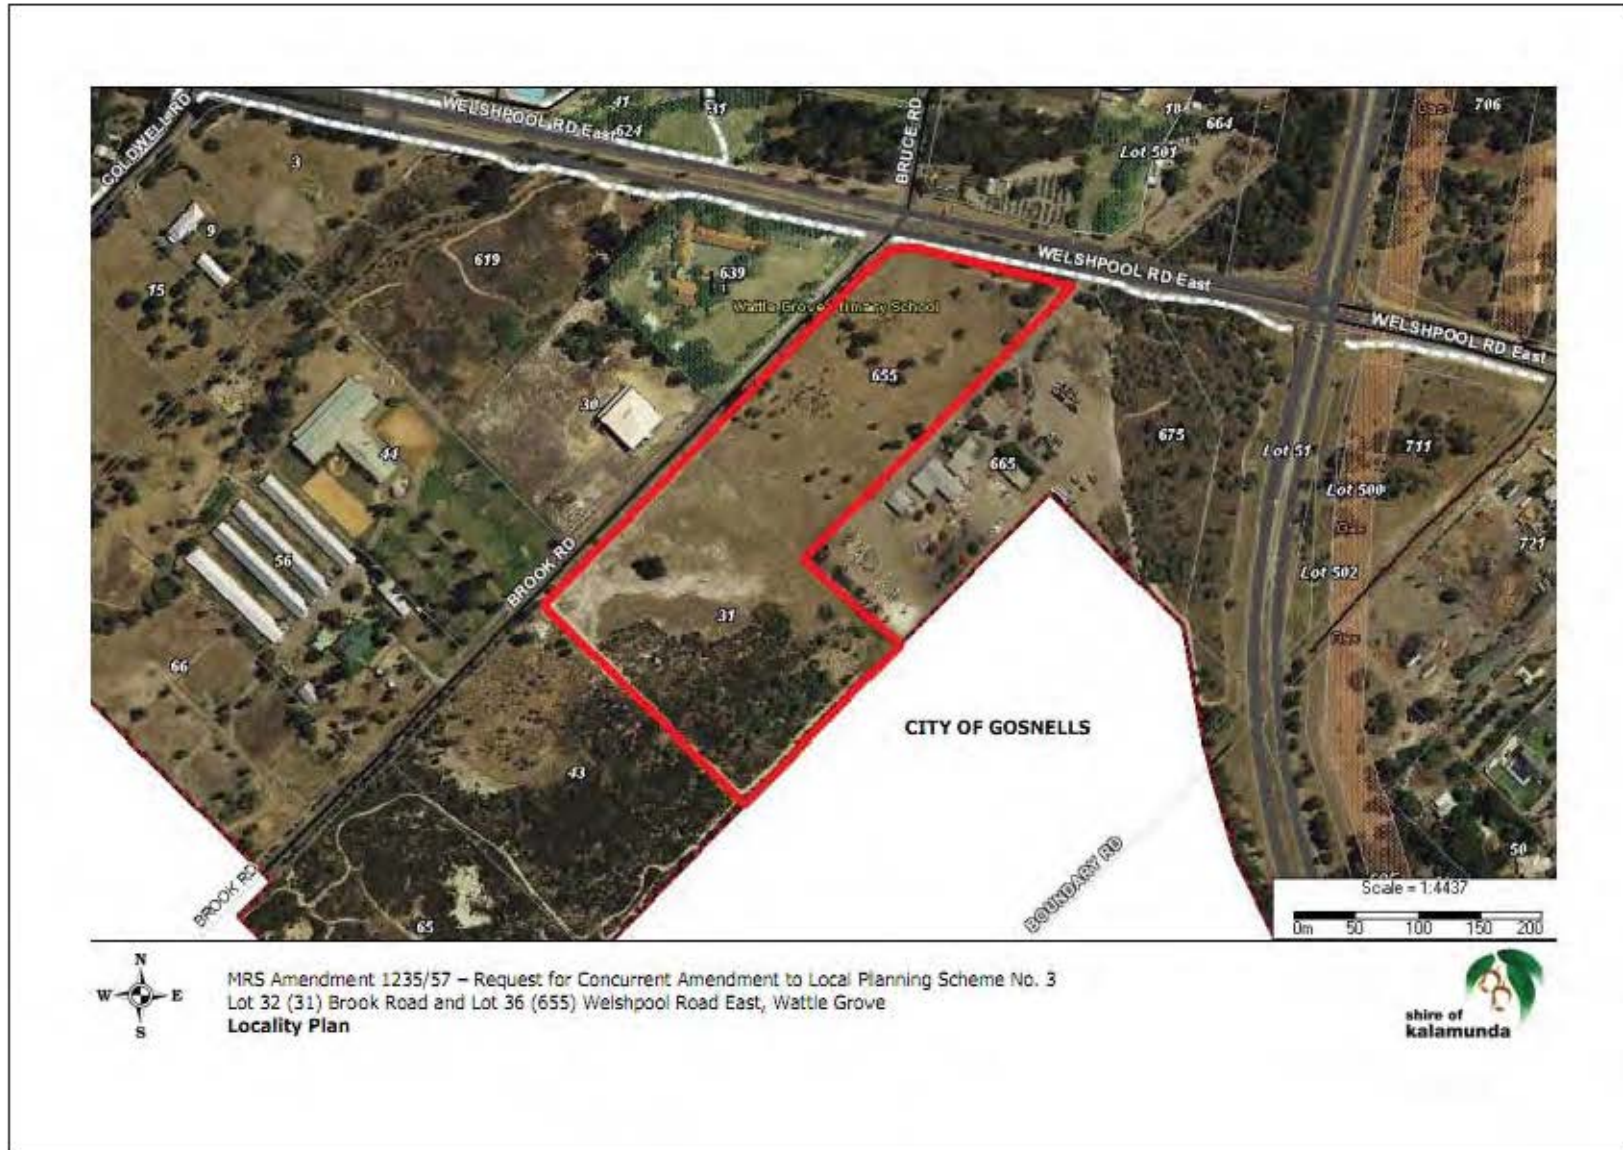 COLDWELL RD
WELSHPOOL RD East
624
41
31
BRUCE RD
18
664
Lot 501
Gas
706
3
9
15
619
639
Wattle Grove Primary School
WELSHPOOL RD East
WELSHPOOL RD East
655
30
44
665
675
Lot 51
711
Lot 500
Gas
721
Lot 502
Gas
56
BROOK RD
31
66
43
CITY OF GOSNELLS
BROOK RD
65
BOUNDARY RD
50
Scale = 1:4437
0m 50 100 150 200
N
W E
S
MRS Amendment 1235/57 – Request for Concurrent Amendment to Local Planning Scheme No. 3
Lot 32 (31) Brook Road and Lot 36 (655) Welshpool Road East, Wattle Grove
Locality Plan
shire of
kalamunda